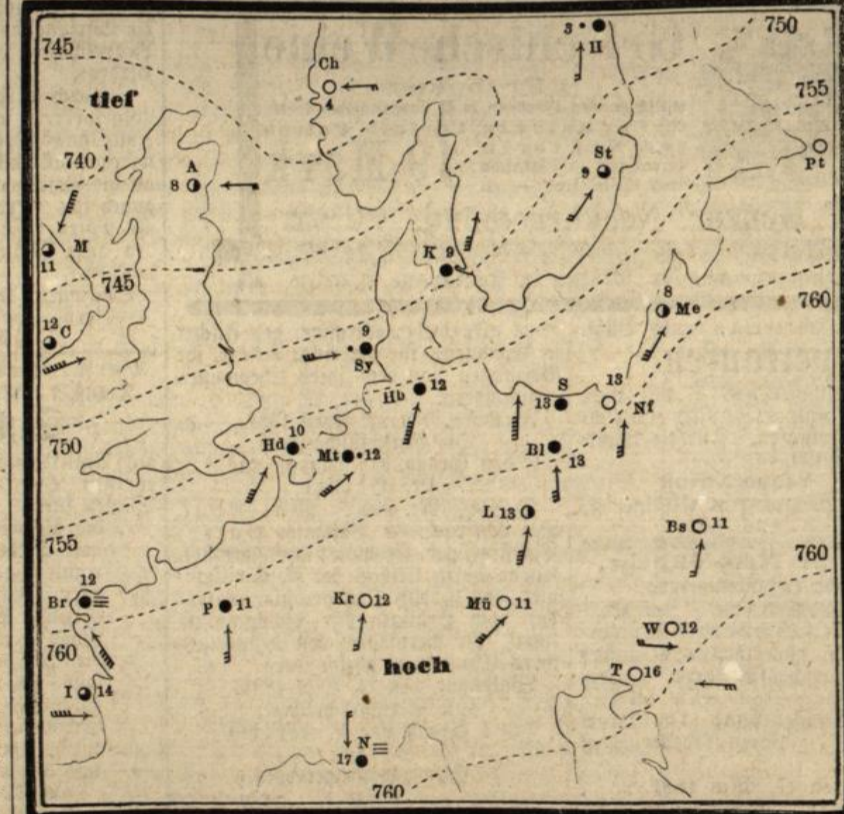 3 H 750
745
Ch
tief 4 755
740
A St
8 9 Pt
M
11 K 9
745 8 760
12 C Me
9
Sy
Hb 12 S 13
13 Nf
750 10
Hd Mt 12 Bl
13
L 13
Bs 11
755 760
12
Br P 11 Kr 12 Mü 11
W 12
760 hoch T 16
I 14
N
17
760